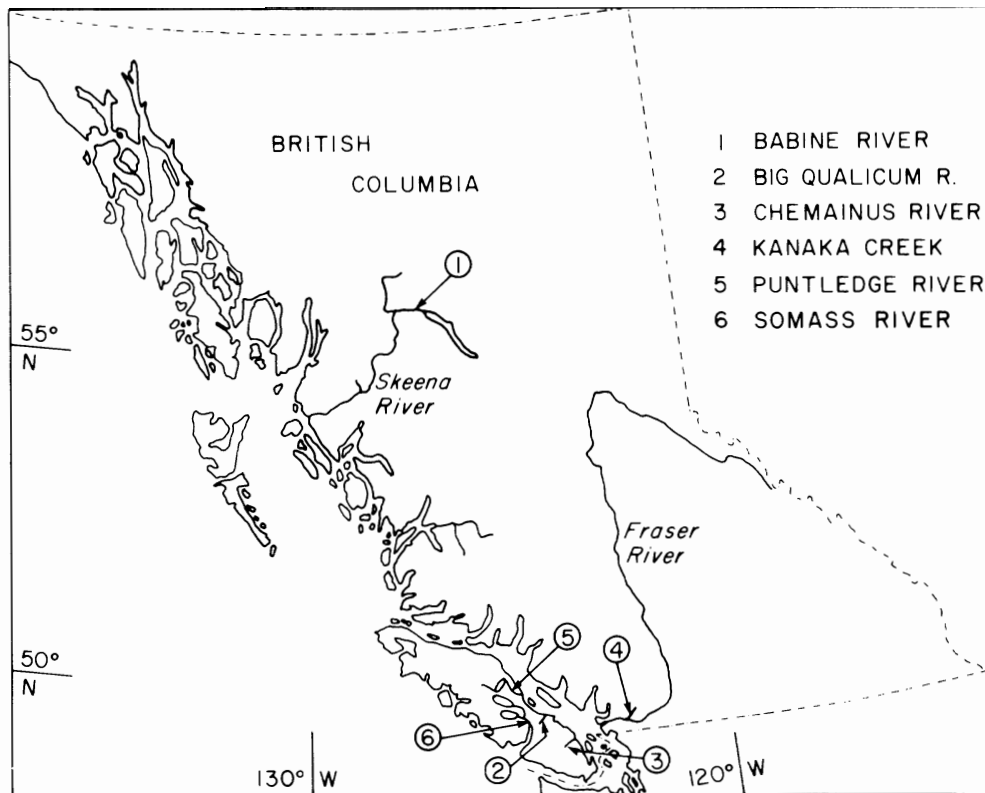 BRITISH
COLUMBIA
1 BABINE RIVER
2 BIG QUALICUM R.
3 CHEMAINUS RIVER
4 KANAKA CREEK
5 PUNTLEDGE RIVER
6 SOMASS RIVER
1
55°
N
Skeena
River
Fraser
River
50°
N
5
4
6
2
3
130° W
120° W